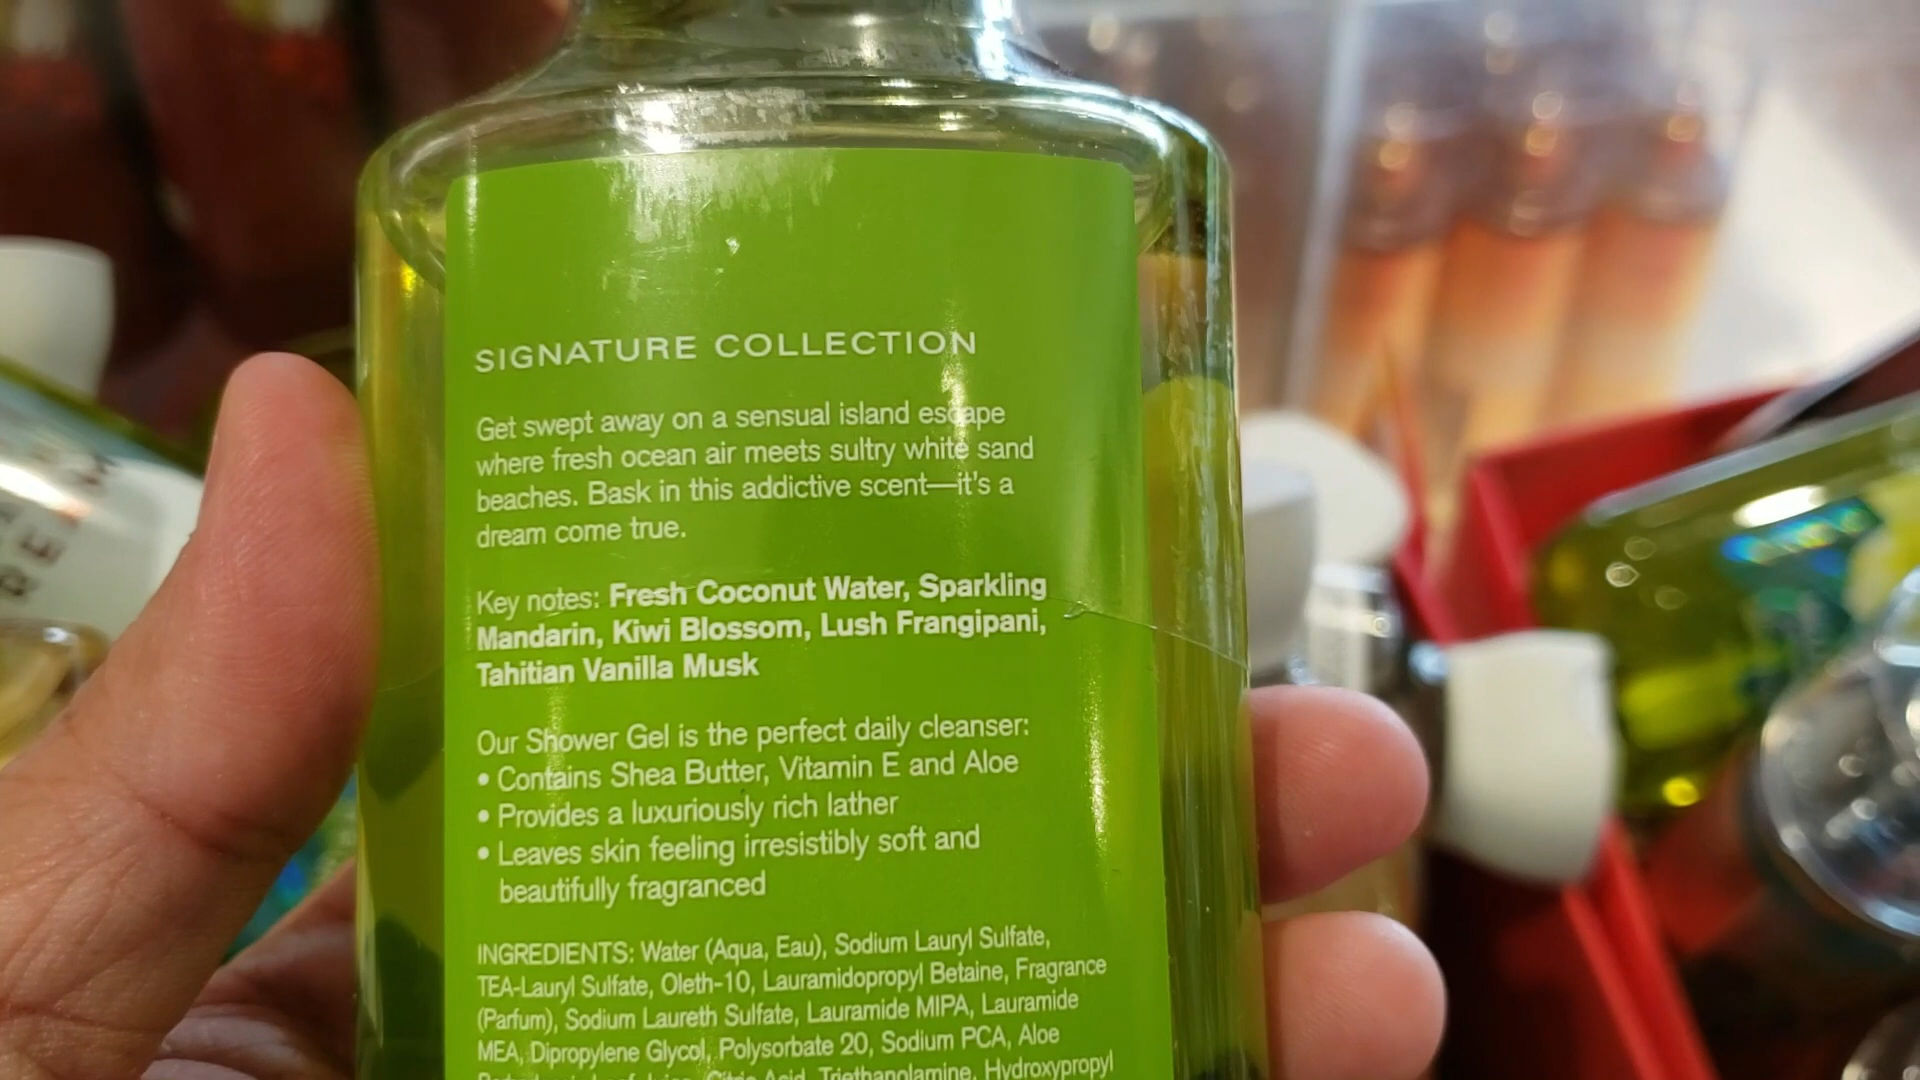 SIGNATURE COLLECTION
Get swept away on a sensual island escape
where fresh ocean air meets sultry white sand
beaches. Bask in this addictive scent—it's a
dream come true.
Key notes: Fresh Coconut Water, Sparkling
Mandarin, Kiwi Blossom, Lush Frangipani,
Tahitian Vanilla Musk
Our Shower Gel is the perfect daily cleanser:
• Contains Shea Butter, Vitamin E and Aloe
• Provides a luxuriously rich lather
• Leaves skin feeling irresistibly soft and
beautifully fragranced
INGREDIENTS: Water (Aqua, Eau), Sodium Lauryl Sulfate,
TEA-Lauryl Sulfate, Oleth-10, Lauramidopropyl Betaine, Fragrance
(Parfum), Sodium Laureth Sulfate, Lauramide MIPA, Lauramide
MEA, Dipropylene Glycol, Polysorbate 20, Sodium PCA, Aloe
Citric Acid, Triethanolamine, Hydroxypropyl